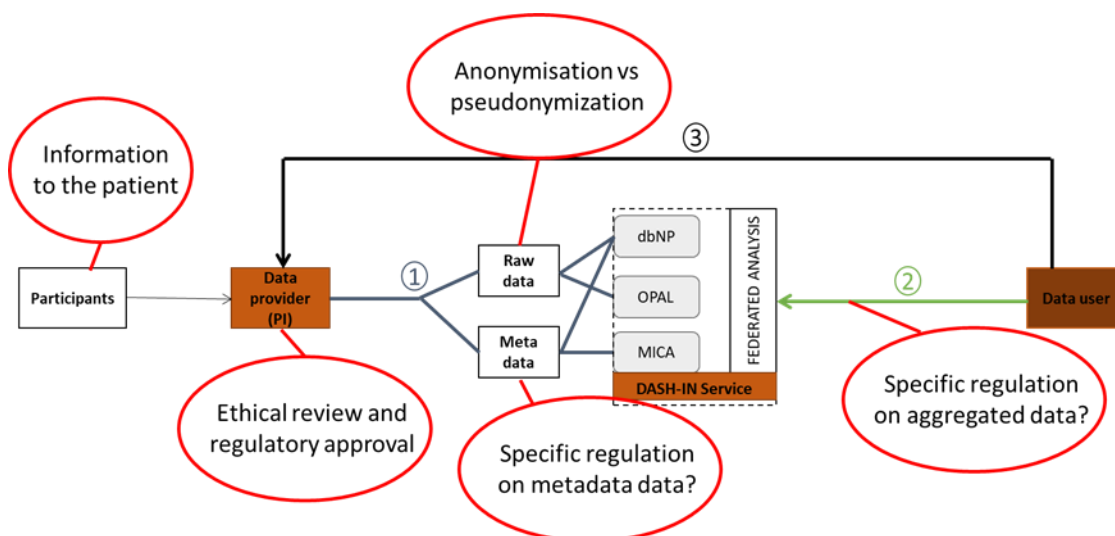 Anonymisation vs
pseudonymization
③
Information
to the patient
dbNP
Raw
data
①
Data
provider
(PI)
Participants
OPAL
FEDERATED ANALYSIS
②
Data user
Meta
data
MICA
DASH-IN Service
Ethical review and
regulatory approval
Specific regulation
on metadata data?
Specific regulation
on aggregated data?